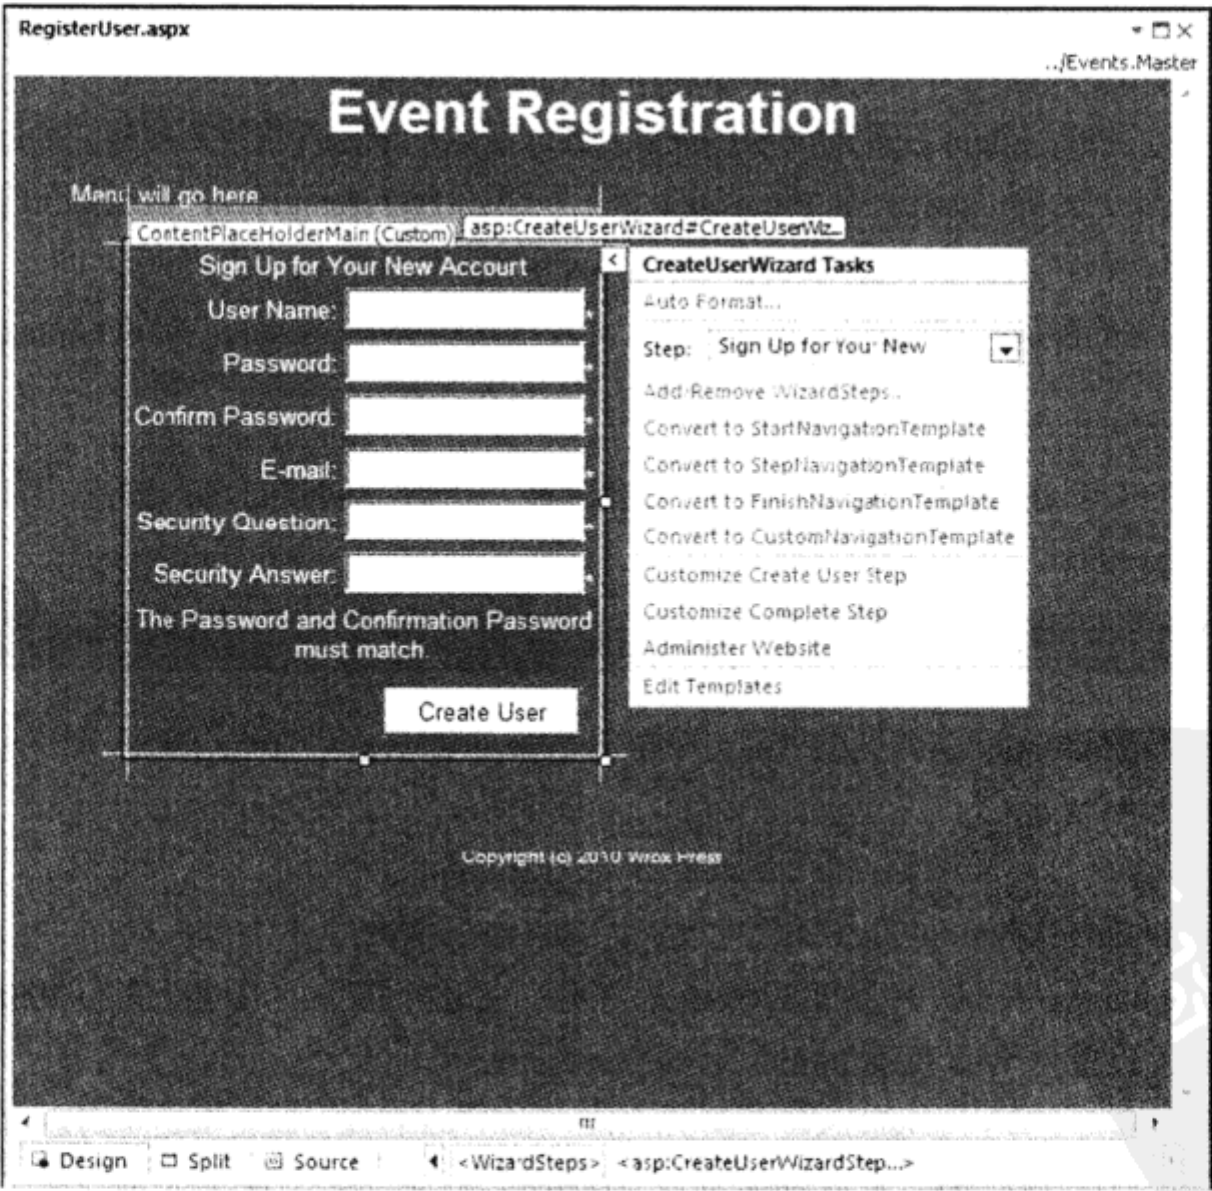 RegisterUser.aspx
../Events.Master
Event Registration
Menu will go here
ContentPlaceHolderMain (Custom)
asp:CreateUserWizard#CreateUserWiz...
Sign Up for Your New Account
User Name: *
Password: *
Confirm Password: *
E-mail: *
Security Question: *
Security Answer: *
The Password and Confirmation Password
must match.
Create User
<
CreateUserWizard Tasks
Auto Format...
Step: Sign Up for Your New
Add/Remove WizardSteps...
Convert to StartNavigationTemplate
Convert to StepNavigationTemplate
Convert to FinishNavigationTemplate
Convert to CustomNavigationTemplate
Customize Create User Step
Customize Complete Step
Administer Website
Edit Templates
Copyright (c) 2010 Wrox Press
Design Split Source <WizardSteps> <asp:CreateUserWizardStep...>